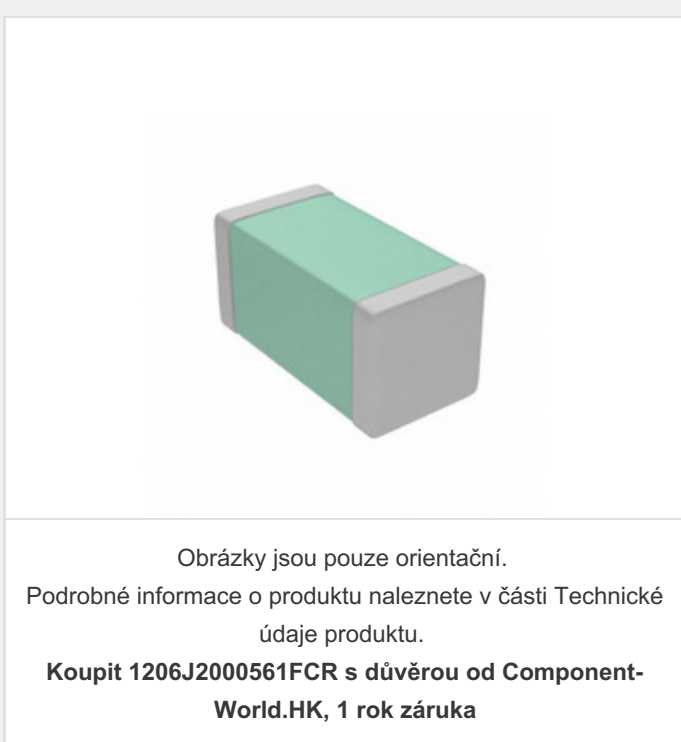 Obrázky jsou pouze orientační.
Podrobné informace o produktu naleznete v části Technické
údaje produktu.
Koupit 1206J2000561FCR s důvěrou od Component-
World.HK, 1 rok záruka